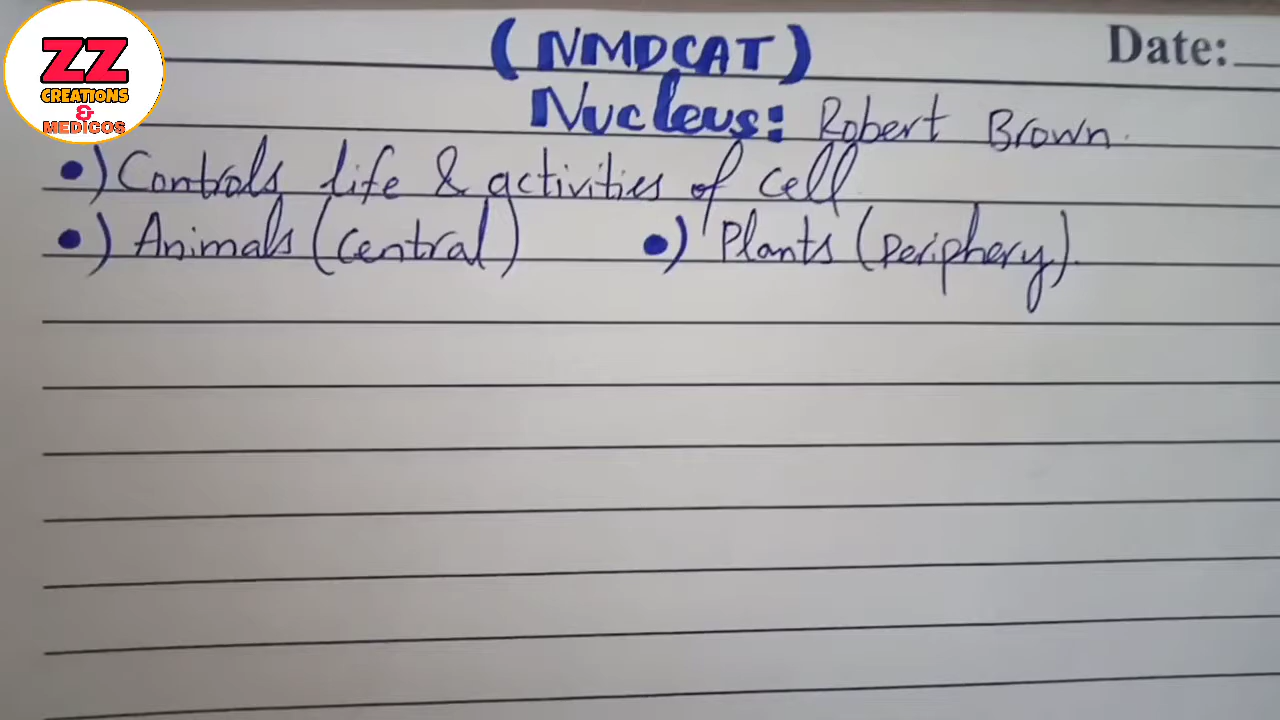 ZZ
CREATIONS
&
MEDICOS
(NMDCAT)
Date:
Nucleus: Robert Brown.
•) Controls life & activities of cell
•) Animals (central) •) Plants (periphery).